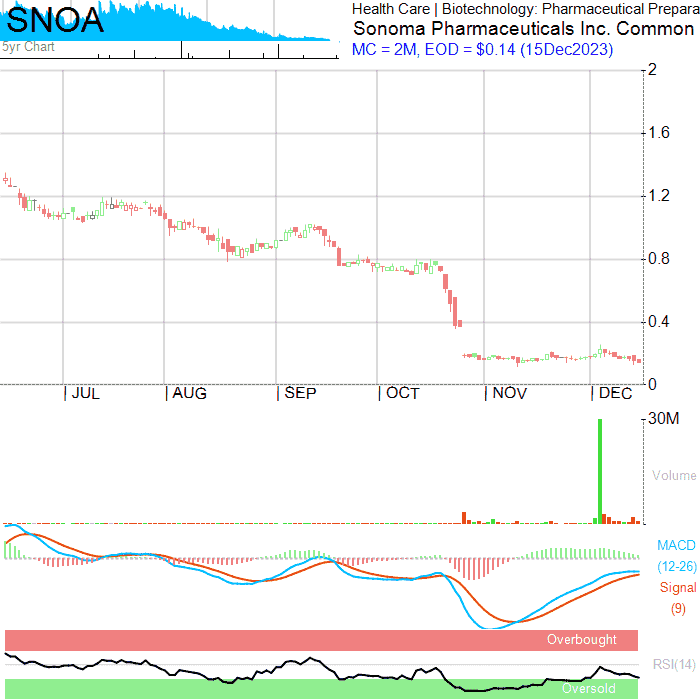 SNOA
5yr Chart
Health Care | Biotechnology: Pharmaceutical Prepara
Sonoma Pharmaceuticals Inc. Common
MC = 2M, EOD = $0.14 (15Dec2023)
2
1.6
1.2
0.8
0.4
0
| JUL | AUG | SEP | OCT | NOV | DEC
30M
Volume
MACD
(12-26)
Signal
(9)
Overbought
RSI(14)
Oversold